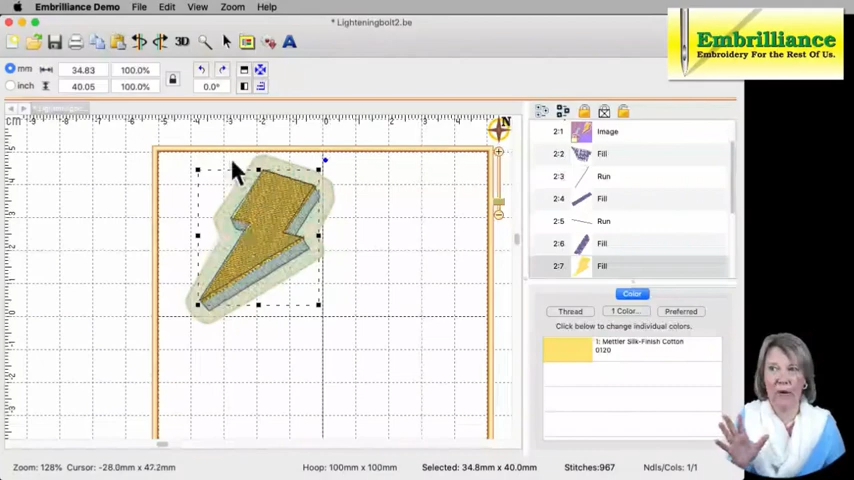 Embrilliance Demo File Edit View Zoom Help
* Lighteningbolt2.be
Embrilliance
Embroidery For the Rest Of Us.
3D
A
mm 34.83 100.0%
inch 40.05 100.0% 0.0°
cm
N
2:1 Image
2:2 Fill
2:3 Run
2:4 Fill
2:5 Run
2:6 Fill
2:7 Fill
Color
Thread 1 Color... Preferred
Click below to change individual colors.
1: Mettler Silk-Finish Cotton
0120
Zoom: 128% Cursor: -28.0mm x 47.2mm Hoop: 100mm x 100mm Selected: 34.8mm x 40.0mm Stitches:967 Ndls/Cols: 1/1